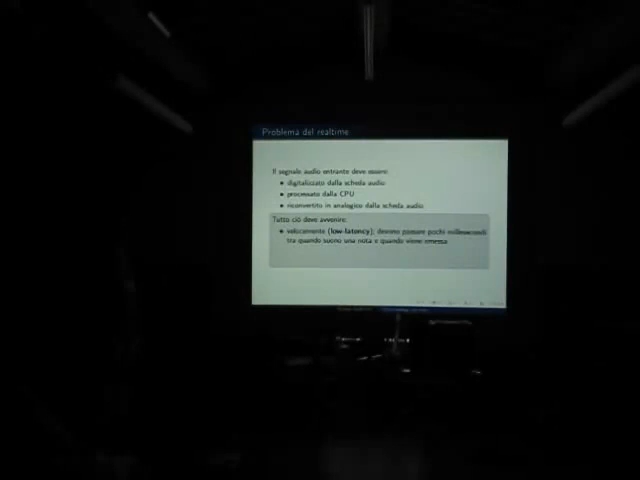 Problema del realtime
Il segnale audio entrante deve essere:
• digitalizzato dalla scheda audio
• processato dalla CPU
• riconvertito in analogico dalla scheda audio
Tutto ciò deve avvenire:
• velocemente (low-latency); devono passare pochi millisecondi
tra quando suono una nota e quando viene emessa